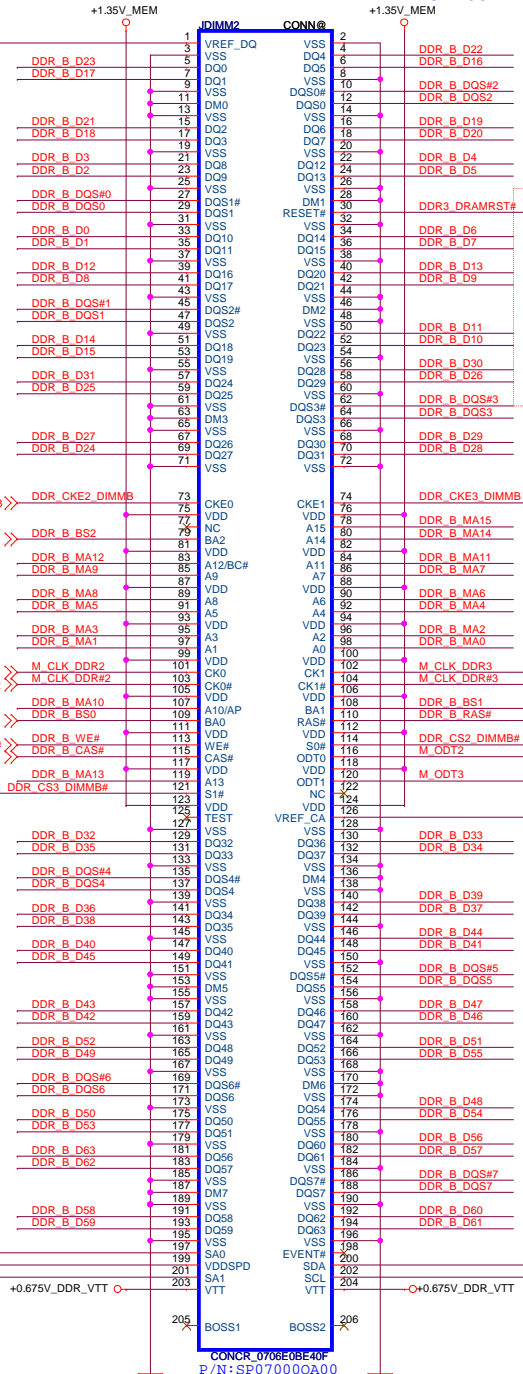 +1.35V_MEM +1.35V_MEM
JDIMM2 CONN@
1 VREF_DQ VSS 2
3 VSS DQ4 4 DDR_B_D22
DDR_B_D23 5 DQ0 DQ5 6 DDR_B_D16
DDR_B_D17 7 DQ1 VSS 8
9 VSS DQS0# 10 DDR_B_DQS#2
11 DM0 DQS0 12 DDR_B_DQS2
13 VSS VSS 14
DDR_B_D21 15 DQ2 DQ6 16 DDR_B_D19
DDR_B_D18 17 DQ3 DQ7 18 DDR_B_D20
19 VSS VSS 20
DDR_B_D3 21 DQ8 DQ12 22 DDR_B_D4
DDR_B_D2 23 DQ9 DQ13 24 DDR_B_D5
25 VSS VSS 26
DDR_B_DQS#0 27 DQS1# DM1 28
DDR_B_DQS0 29 DQS1 RESET# 30 DDR3_DRAMRST#
31 VSS VSS 32
DDR_B_D0 33 DQ10 DQ14 34 DDR_B_D6
DDR_B_D1 35 DQ11 DQ15 36 DDR_B_D7
37 VSS VSS 38
DDR_B_D12 39 DQ16 DQ20 40 DDR_B_D13
DDR_B_D8 41 DQ17 DQ21 42 DDR_B_D9
43 VSS VSS 44
DDR_B_DQS#1 45 DQS2# DM2 46
DDR_B_DQS1 47 DQS2 VSS 48
49 VSS DQ22 50 DDR_B_D11
DDR_B_D14 51 DQ18 DQ23 52 DDR_B_D10
DDR_B_D15 53 DQ19 VSS 54
55 VSS DQ28 56 DDR_B_D30
DDR_B_D31 57 DQ24 DQ29 58 DDR_B_D26
DDR_B_D25 59 DQ25 VSS 60
61 VSS DQS3# 62 DDR_B_DQS#3
63 DM3 DQS3 64 DDR_B_DQS3
65 VSS VSS 66
DDR_B_D27 67 DQ26 DQ30 68 DDR_B_D29
DDR_B_D24 69 DQ27 DQ31 70 DDR_B_D28
71 VSS VSS 72
DDR_CKE2_DIMMB 73 CKE0 CKE1 74 DDR_CKE3_DIMMB
75 VDD VDD 76
77 NC A15 78 DDR_B_MA15
DDR_B_BS2 79 BA2 A14 80 DDR_B_MA14
81 VDD VDD 82
DDR_B_MA12 83 A12/BC# A11 84 DDR_B_MA11
DDR_B_MA9 85 A9 A7 86 DDR_B_MA7
87 VDD VDD 88
DDR_B_MA8 89 A8 A6 90 DDR_B_MA6
DDR_B_MA5 91 A5 A4 92 DDR_B_MA4
93 VDD VDD 94
DDR_B_MA3 95 A3 A2 96 DDR_B_MA2
DDR_B_MA1 97 A1 A0 98 DDR_B_MA0
99 VDD VDD 100
M_CLK_DDR2 101 CK0 CK1 102 M_CLK_DDR3
M_CLK_DDR#2 103 CK0# CK1# 104 M_CLK_DDR#3
105 VDD VDD 106
DDR_B_MA10 107 A10/AP BA1 108 DDR_B_BS1
DDR_B_BS0 109 BA0 RAS# 110 DDR_B_RAS#
111 VDD VDD 112
DDR_B_WE# 113 WE# S0# 114 DDR_CS2_DIMMB#
DDR_B_CAS# 115 CAS# ODT0 116 M_ODT2
117 VDD VDD 118
DDR_B_MA13 119 A13 ODT1 120 M_ODT3
DDR_CS3_DIMMB# 121 S1# NC 122
123 VDD VDD 124
125 TEST VREF_CA 126
127 VSS VSS 128
DDR_B_D32 129 DQ32 DQ36 130 DDR_B_D33
DDR_B_D35 131 DQ33 DQ37 132 DDR_B_D34
133 VSS VSS 134
DDR_B_DQS#4 135 DQS4# DM4 136
DDR_B_DQS4 137 DQS4 VSS 138
139 VSS DQ38 140 DDR_B_D39
DDR_B_D36 141 DQ34 DQ39 142 DDR_B_D37
DDR_B_D38 143 DQ35 VSS 144
145 VSS DQ44 146 DDR_B_D44
DDR_B_D40 147 DQ40 DQ45 148 DDR_B_D41
DDR_B_D45 149 DQ41 VSS 150
151 VSS DQS5# 152 DDR_B_DQS#5
153 DM5 DQS5 154 DDR_B_DQS5
155 VSS VSS 156
DDR_B_D43 157 DQ42 DQ46 158 DDR_B_D47
DDR_B_D42 159 DQ43 DQ47 160 DDR_B_D46
161 VSS VSS 162
DDR_B_D52 163 DQ48 DQ52 164 DDR_B_D51
DDR_B_D49 165 DQ49 DQ53 166 DDR_B_D55
167 VSS VSS 168
DDR_B_DQS#6 169 DQS6# DM6 170
DDR_B_DQS6 171 DQS6 VSS 172
173 VSS DQ54 174 DDR_B_D48
DDR_B_D50 175 DQ50 DQ55 176 DDR_B_D54
DDR_B_D53 177 DQ51 VSS 178
179 VSS DQ60 180 DDR_B_D56
DDR_B_D63 181 DQ56 DQ61 182 DDR_B_D57
DDR_B_D62 183 DQ57 VSS 184
185 VSS DQS7# 186 DDR_B_DQS#7
187 DM7 DQS7 188 DDR_B_DQS7
189 VSS VSS 190
DDR_B_D58 191 DQ58 DQ62 192 DDR_B_D60
DDR_B_D59 193 DQ59 DQ63 194 DDR_B_D61
195 VSS VSS 196
197 SA0 EVENT# 198
199 VDDSPD SDA 200
201 SA1 SCL 202
+0.675V_DDR_VTT 203 VTT VTT 204 +0.675V_DDR_VTT
205 BOSS1 BOSS2 206
CONCR_0706E0BE40F
P/N:SP07000OA00